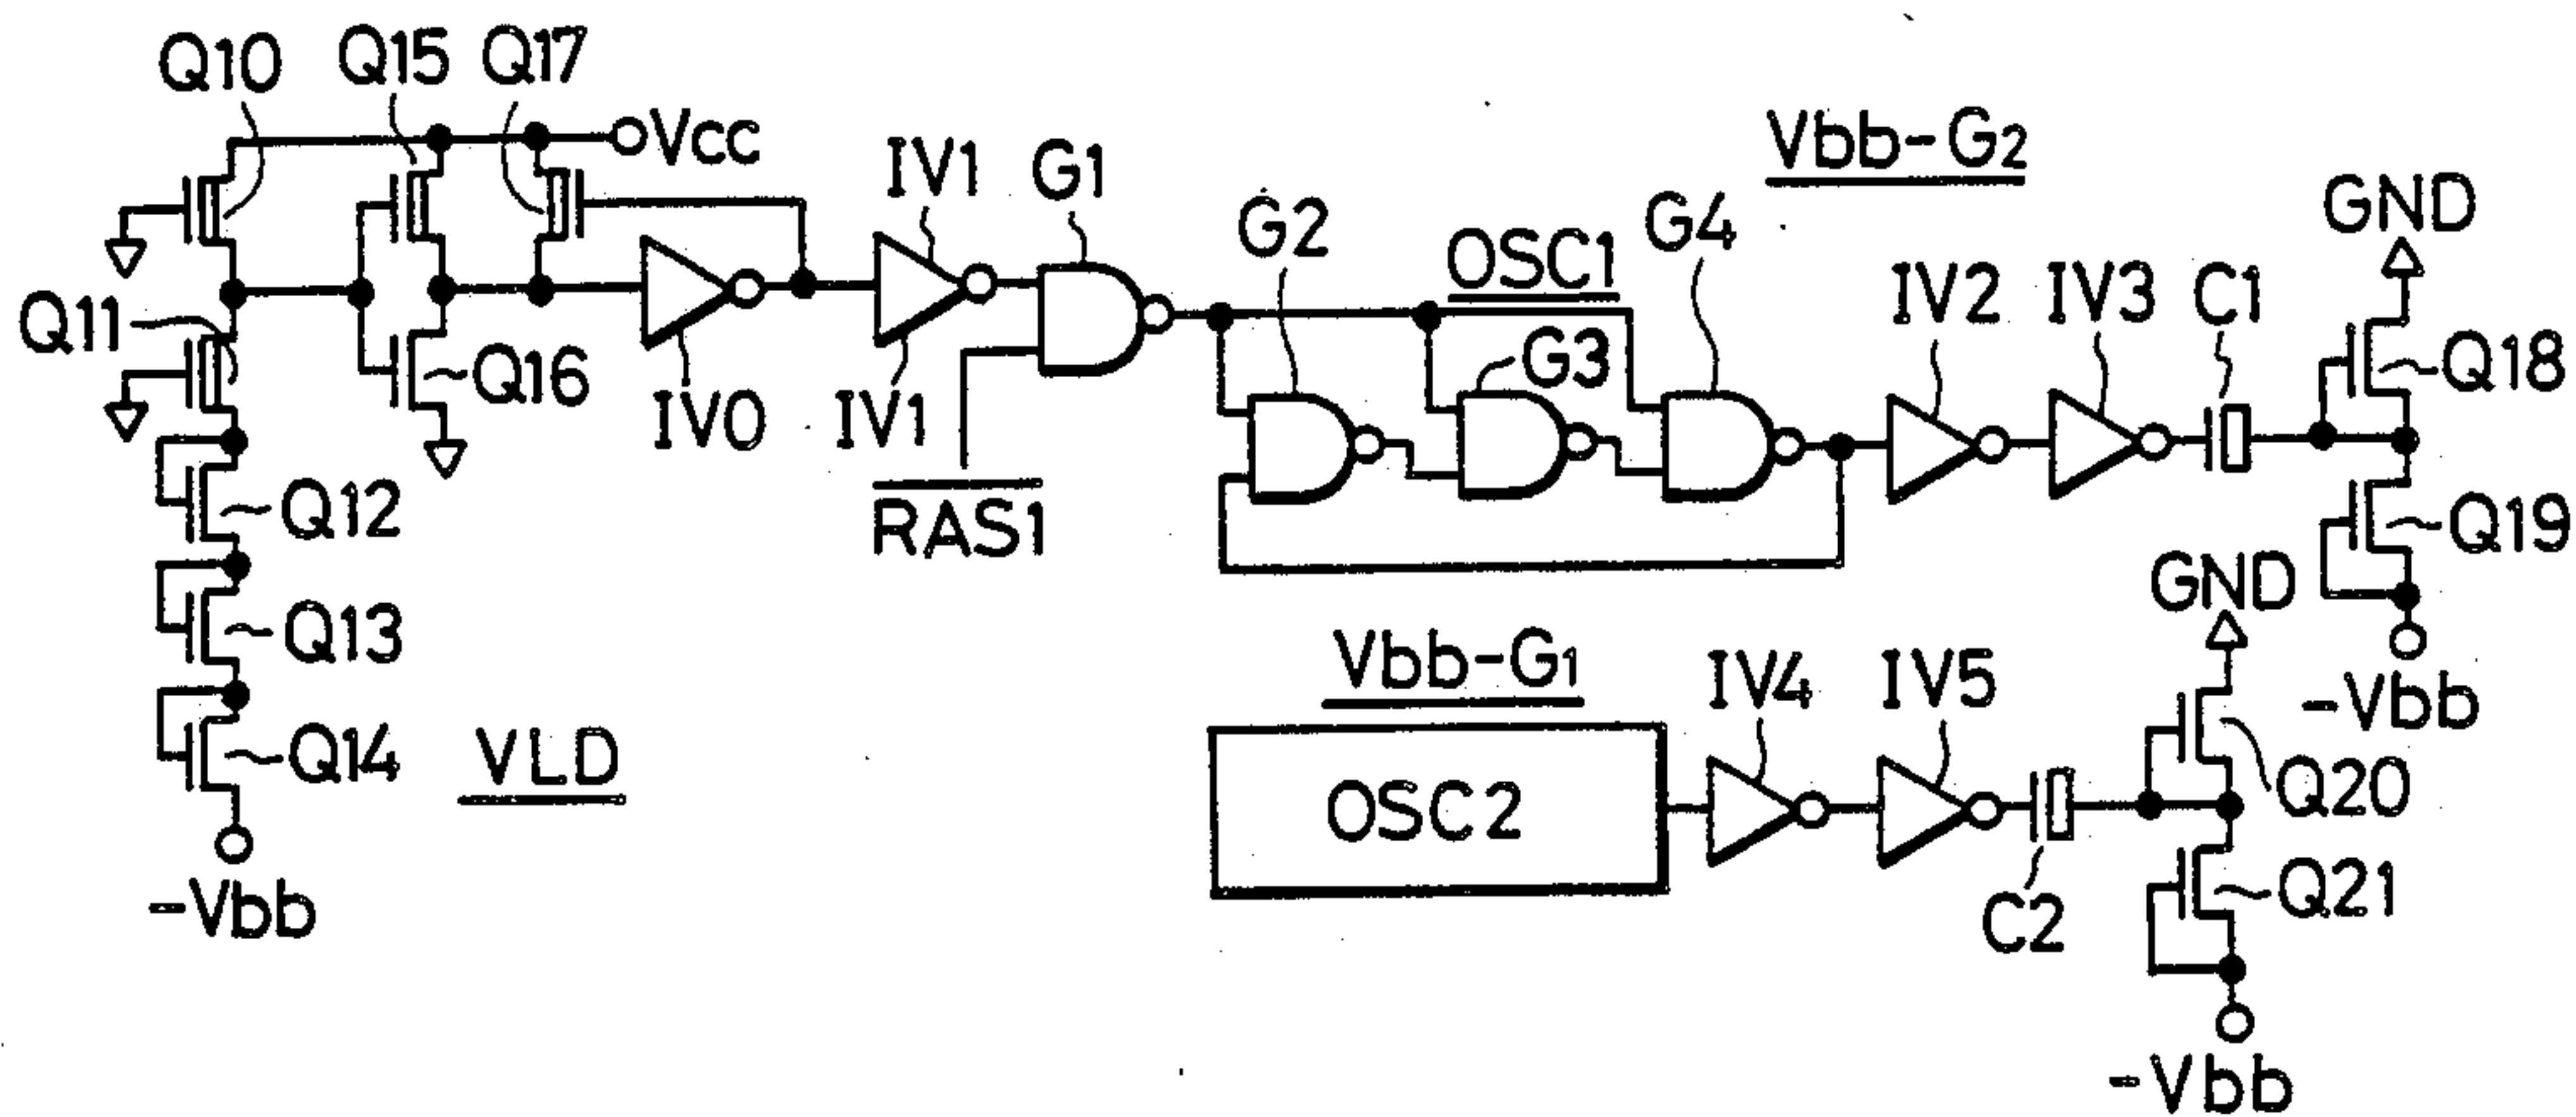 Q10
Q15
Q17
Vcc
IV1
G1
Vbb-G2
GND
G2
OSC1
G4
IV2
IV3
C1
Q11
Q16
IV0
IV1
G3
Q18
RAS1
Q12
Q19
GND
Q13
Vbb-G1
IV4
IV5
-Vbb
Q14
VLD
OSC2
Q20
-Vbb
C2
Q21
-Vbb